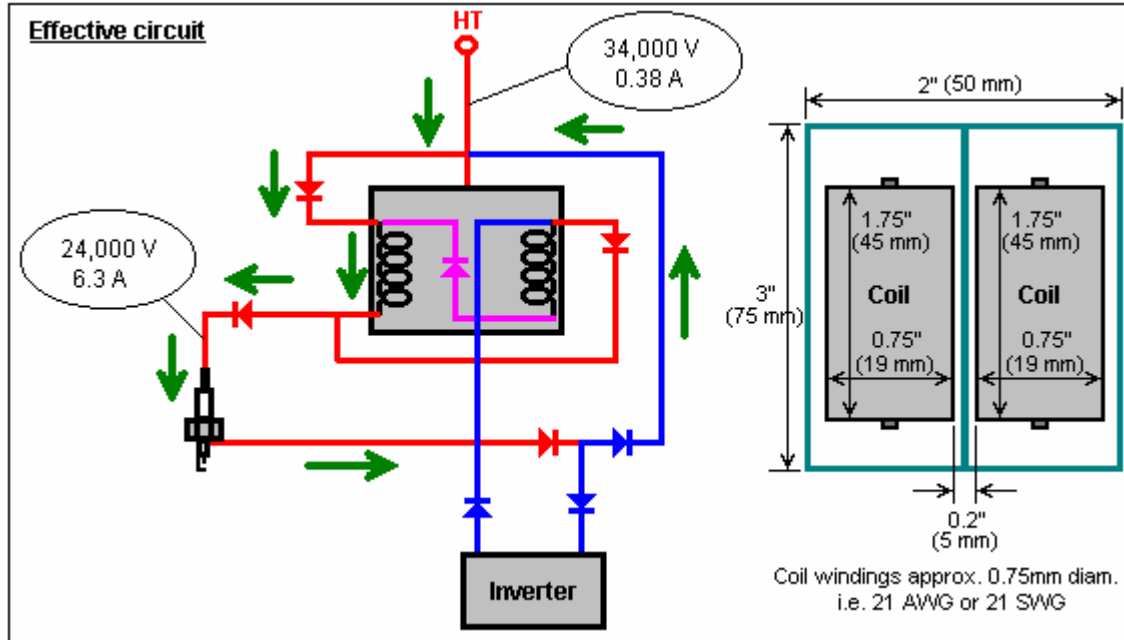 Effective circuit
HT
34,000 V
0.38 A
24,000 V
6.3 A
Inverter
2" (50 mm)
3"
(75 mm)
1.75"
(45 mm)
Coil
0.75"
(19 mm)
1.75"
(45 mm)
Coil
0.75"
(19 mm)
0.2"
(5 mm)
Coil windings approx. 0.75mm diam.
i.e. 21 AWG or 21 SWG